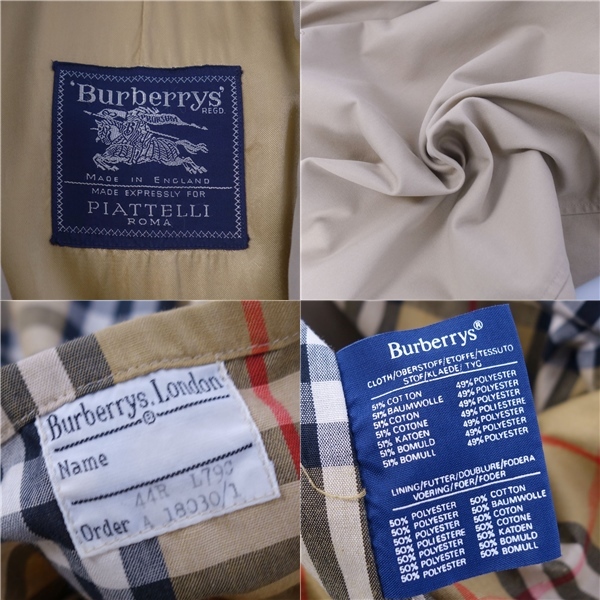 'Burberrys'
REGD.
PRORSUM
MADE IN ENGLAND
MADE EXPRESSLY FOR
PIATTELLI
ROMA
Burberrys. London
®
Name
44R L79C
Order A 18030/1
Burberrys®
CLOTH/OBERSTOFF/ETOFFE/TESSUTO
STOF/KLAEDE/TYG
51% COTTON 49% POLYESTER
51% BAUMWOLLE 49% POLYESTER
51% COTON 49% POLYESTERE
51% COTONE 49% POLYESTER
51% KATOEN 49% POLYESTER
51% BOMULD 49% POLYESTER
51% BOMULL 49% POLYESTER
LINING/FUTTER/DOUBLURE/FODERA
VOERING/FOER/FODER
50% POLYESTER 50% COTTON
50% POLYESTER 50% BAUMWOLLE
50% POLYESTERE 50% COTON
50% POLYESTER 50% COTONE
50% POLYESTER 50% KATOEN
50% POLYESTER 50% BOMULD
50% POLYESTER 50% BOMULL